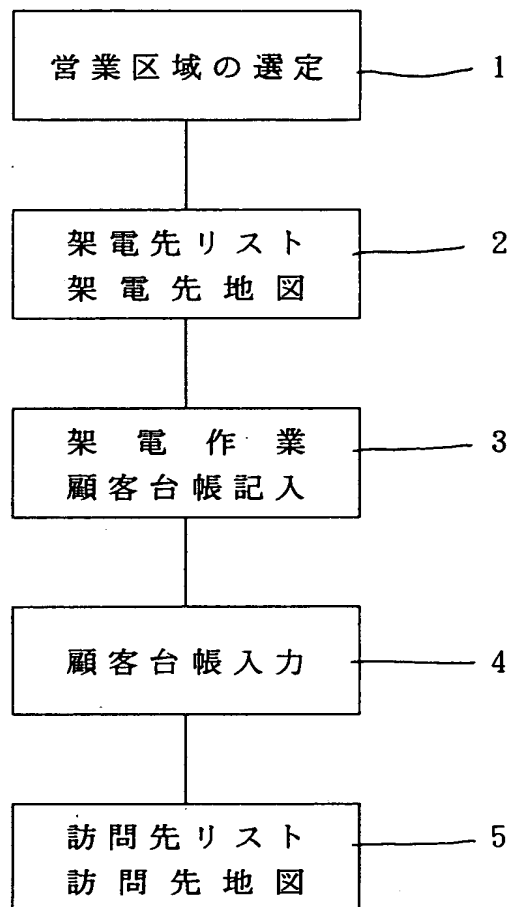 営業区域の選定
1
架電先リスト
架電先地図
2
架電作業
顧客台帳記入
3
顧客台帳入力
4
訪問先リスト
訪問先地図
5